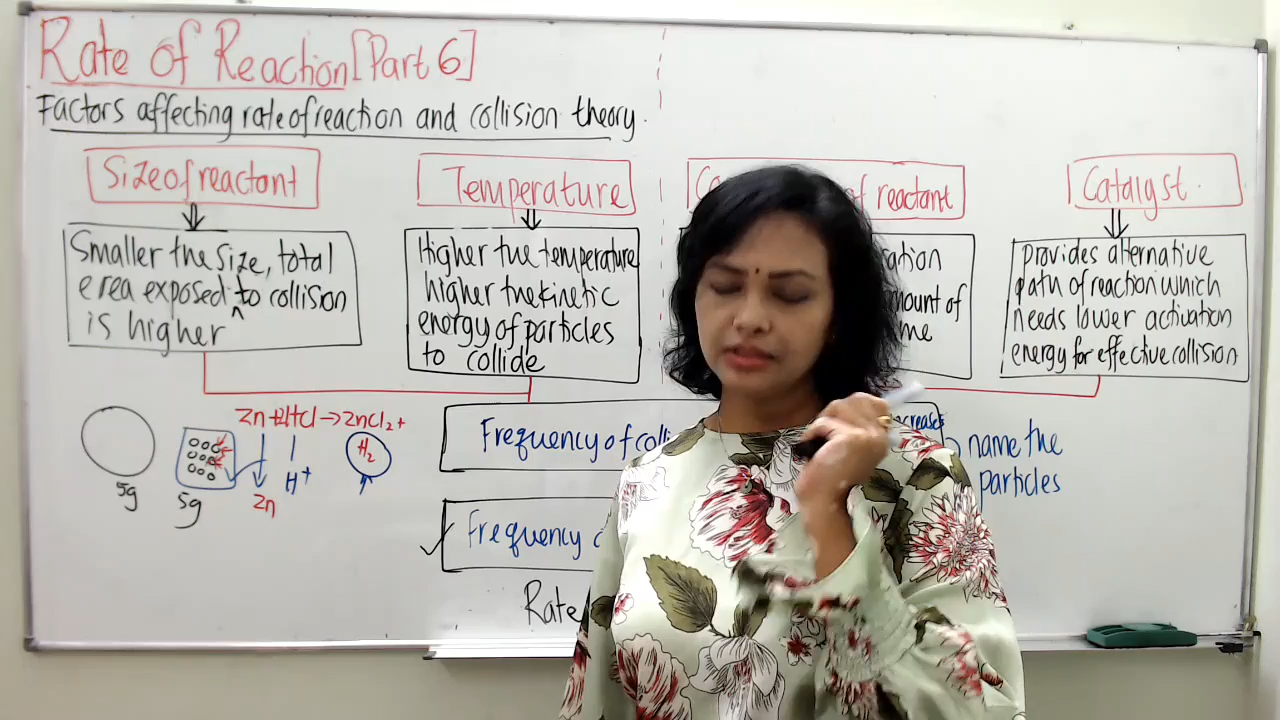 Rate of Reaction [Part 6]
Factors affecting rate of reaction and collision theory.
Size of reactant
Smaller the size, total
erea exposed to collision
^
is higher
Temperature
Higher the temperature
higher the kinetic
energy of particles
to collide
of reactant
Catalyst.
provides alternative
path of reaction which
needs lower activation
energy for effective collision
5g
5g
Zn + 2HCl → ZnCl2 +
H2
H+
Zn
Frequency of
name the
particles
Frequency
Rate